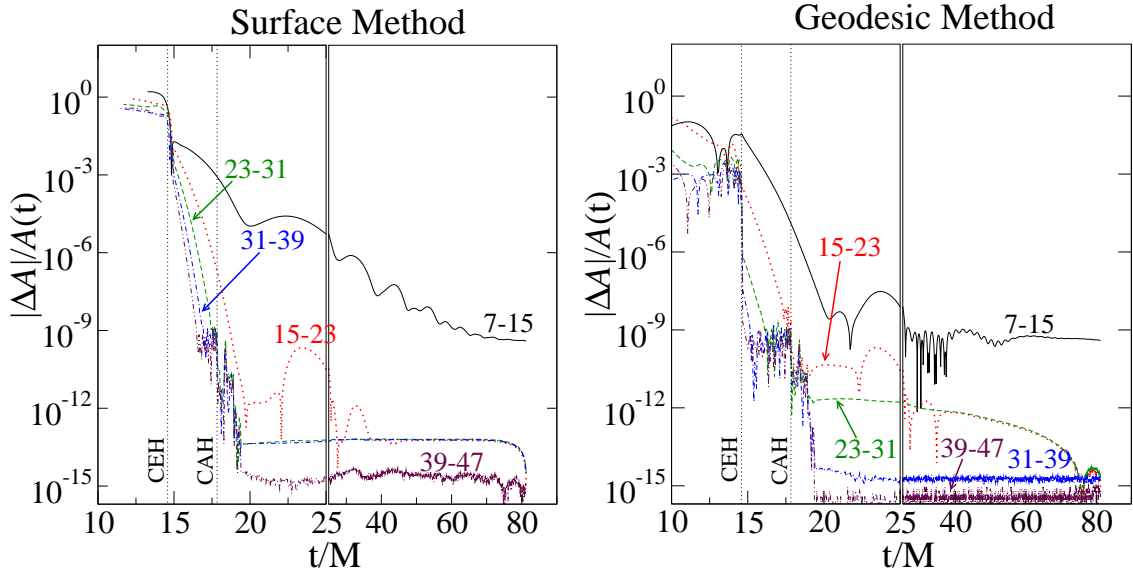 Surface Method
|ΔA|/A(t)
10^0
10^-3
10^-6
10^-9
10^-12
10^-15
23-31
31-39
15-23
7-15
39-47
CEH
CAH
10 15 20 25 40 60 80
t/M
Geodesic Method
|ΔA|/A(t)
10^0
10^-3
10^-6
10^-9
10^-12
10^-15
15-23
7-15
23-31
39-47
31-39
CEH
CAH
10 15 20 25 40 60 80
t/M